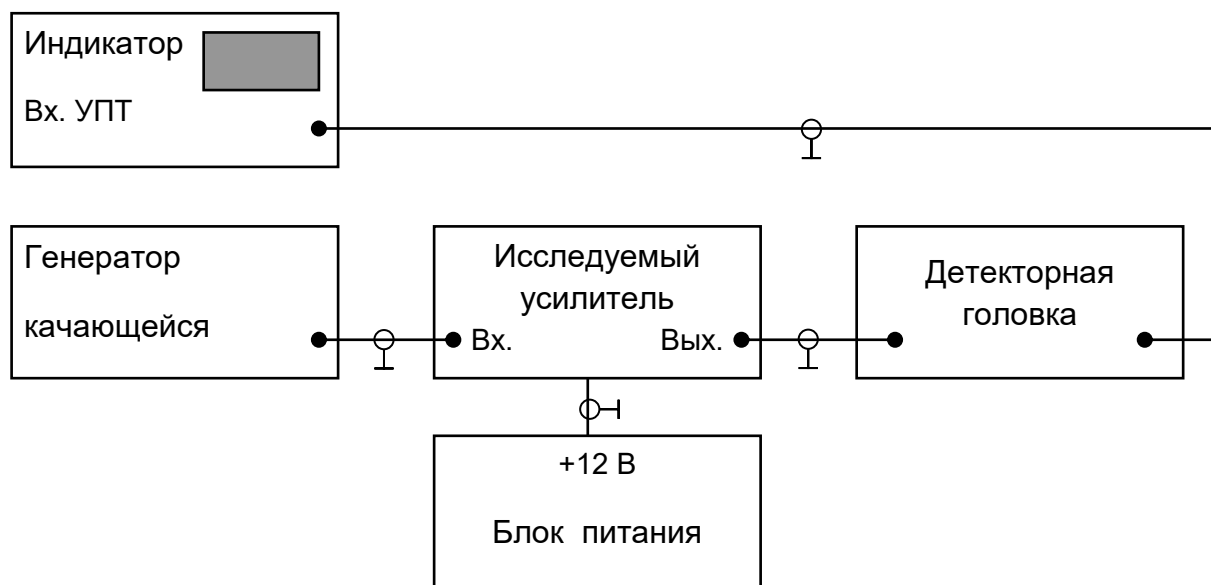 Индикатор
Вх. УПТ
Генератор
качающейся
Исследуемый
усилитель
Вх.
Вых.
Детекторная
головка
+12 В
Блок питания